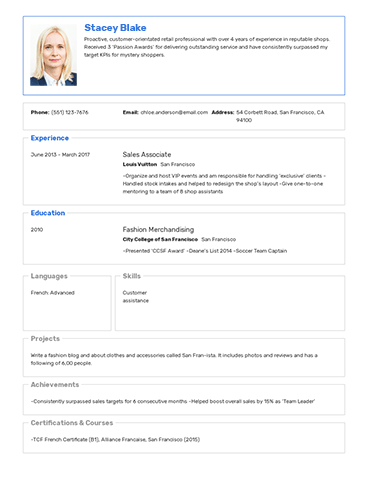 Stacey Blake
Proactive, customer-orientated retail professional with over 4 years of experience in reputable shops.
Received 3 'Passion Awards' for delivering outstanding service and have consistently surpassed my
target KPIs for mystery shoppers.
Phone: (551) 123-7676
Email: chloe.anderson@email.com
Address: 54 Corbett Road, San Francisco, CA
94100
Experience
June 2013 – March 2017
Sales Associate
Louis Vuitton San Francisco
–Organize and host VIP events and am responsible for handling 'exclusive' clients –
Handled stock intakes and helped to redesign the shop's layout –Give one-to-one
mentoring to a team of 8 shop assistants
Education
2010
Fashion Merchandising
City College of San Francisco San Francisco
–Presented 'CCSF Award' –Deane's List 2014 –Soccer Team Captain
Languages
French: Advanced
Skills
Customer
assistance
Projects
Write a fashion blog and about clothes and accessories called San Fran-ista. It includes photos and reviews and has a
following of 6,00 people.
Achievements
–Consistently surpassed sales targets for 6 consecutive months –Helped boost overall sales by 15% as 'Team Leader'
Certifications & Courses
–TCF French Certificate (B1), Alliance Francaise, San Francisco (2015)